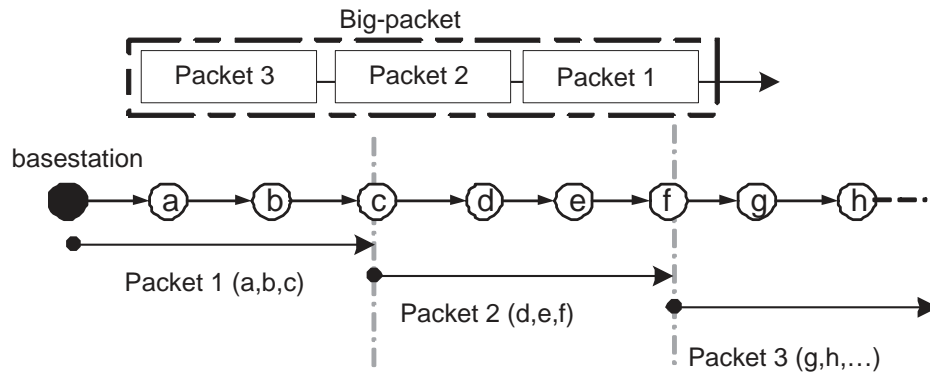 Big-packet
Packet 3 Packet 2 Packet 1
basestation
a b c d e f g h
Packet 1 (a,b,c)
Packet 2 (d,e,f)
Packet 3 (g,h,...)